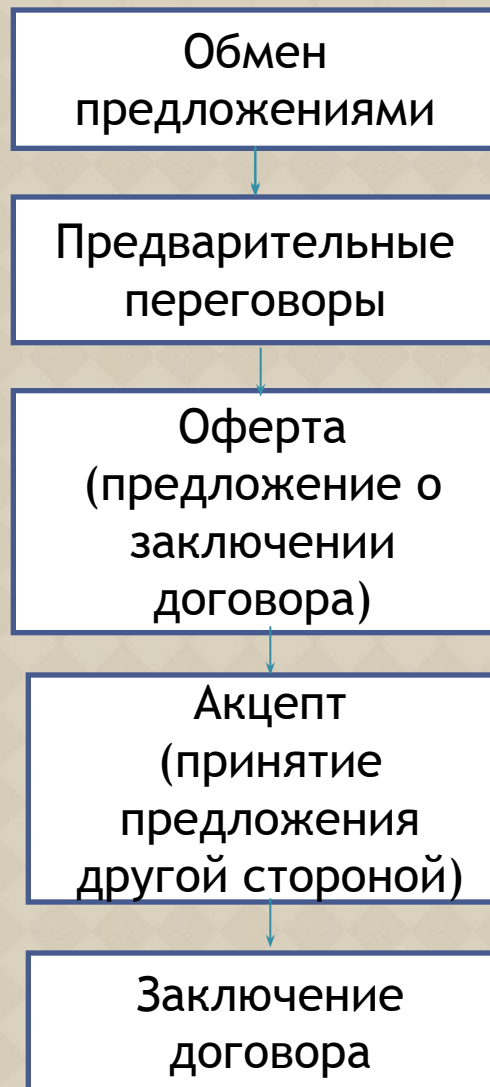 Обмен
предложениями
Предварительные
переговоры
Оферта
(предложение о
заключении
договора)
Акцепт
(принятие
предложения
другой стороной)
Заключение
договора